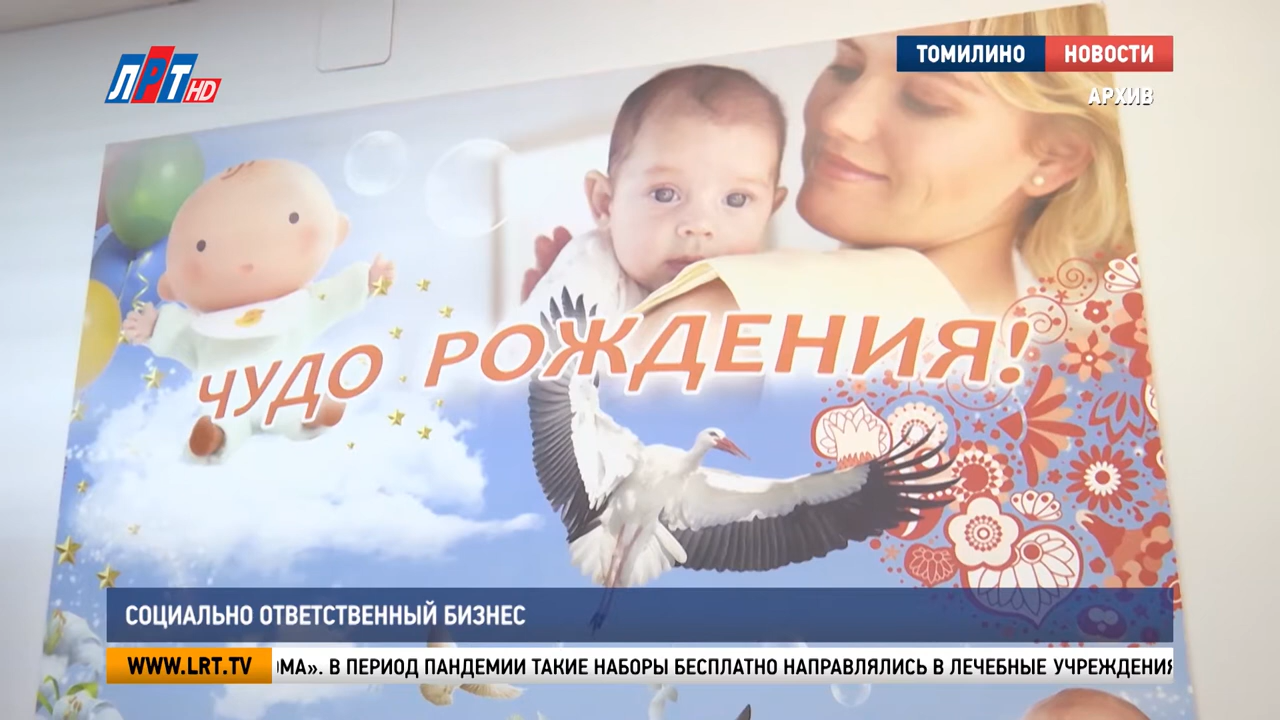 ЛРТ HD
ТОМИЛИНО НОВОСТИ
АРХИВ
ЧУДО РОЖДЕНИЯ!
СОЦИАЛЬНО ОТВЕТСТВЕННЫЙ БИЗНЕС
WWW.LRT.TV ОМА». В ПЕРИОД ПАНДЕМИИ ТАКИЕ НАБОРЫ БЕСПЛАТНО НАПРАВЛЯЛИСЬ В ЛЕЧЕБНЫЕ УЧРЕЖДЕНИЯ